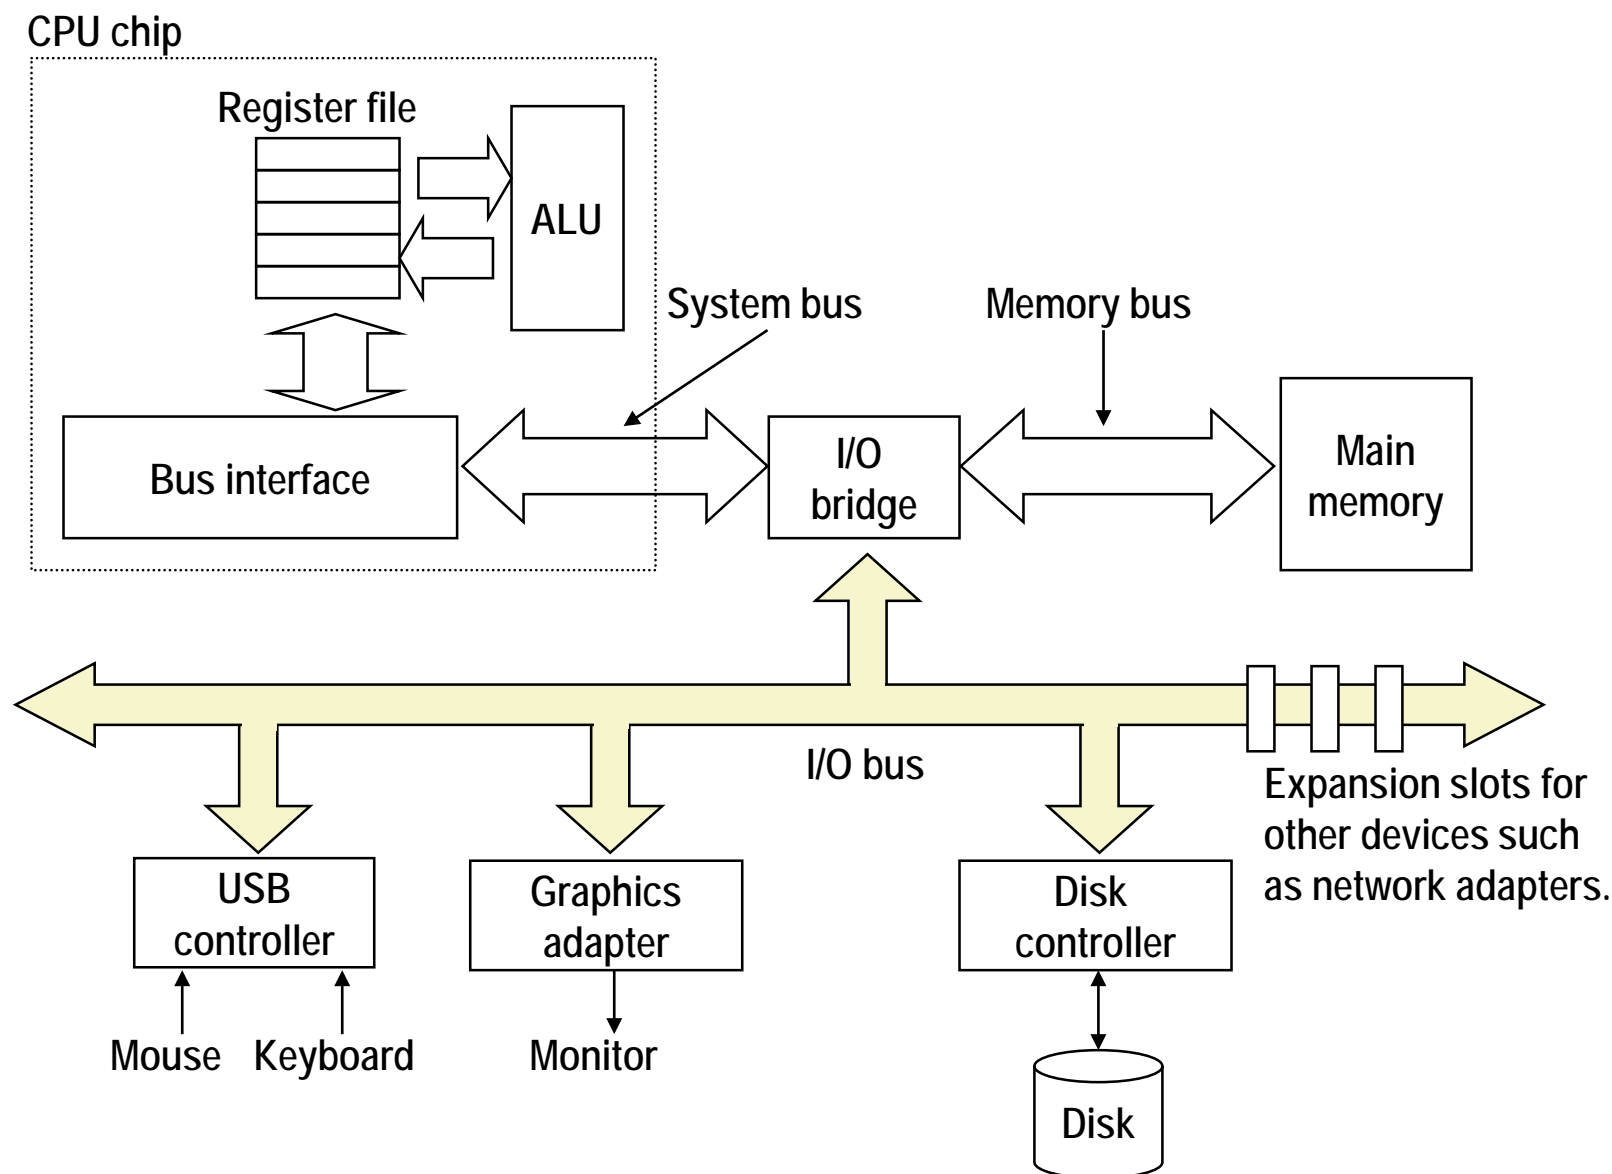 CPU chip
Register file
ALU
System bus
Memory bus
Bus interface
I/O
bridge
Main
memory
I/O bus
Expansion slots for
other devices such
as network adapters.
USB
controller
Graphics
adapter
Disk
controller
Mouse
Keyboard
Monitor
Disk